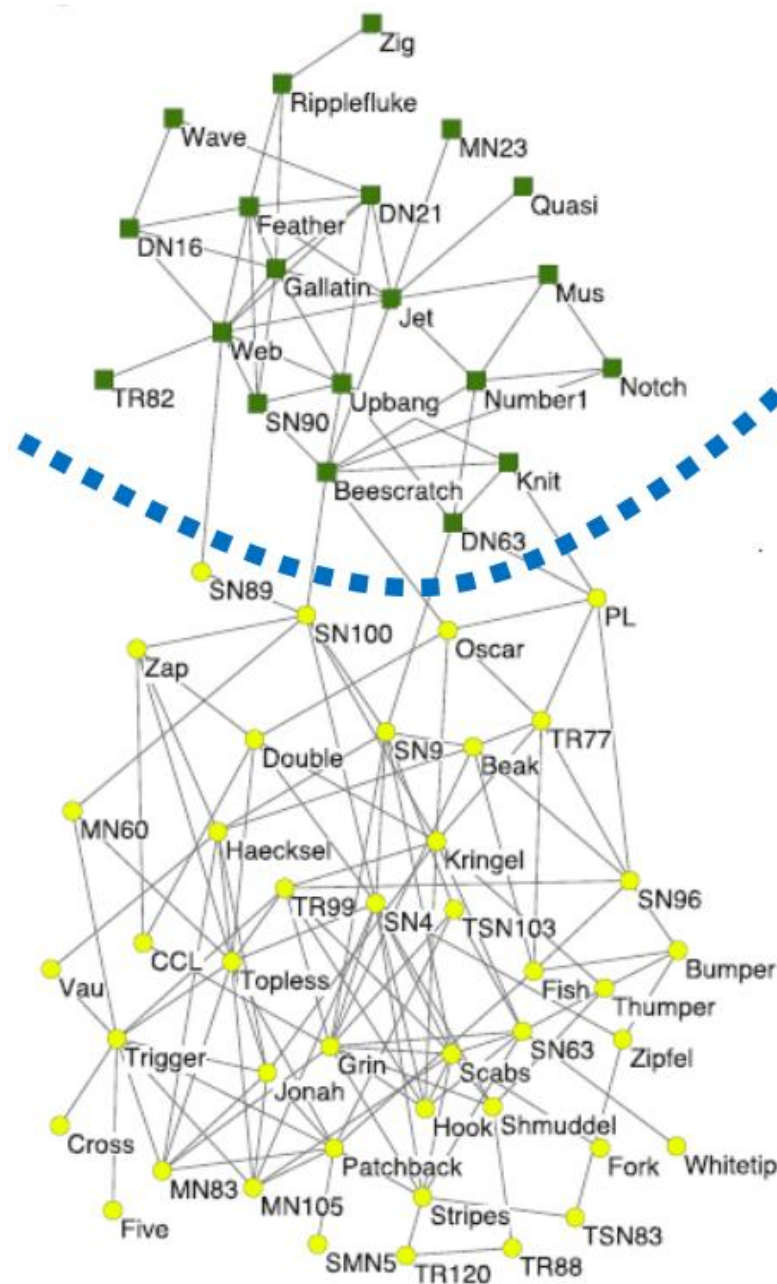 Zig
Ripplefluke
Wave
MN23
Quasi
DN21
Feather
DN16
Gallatin
Mus
Jet
Web
Notch
TR82
Upbang
Number1
SN90
Knit
Beescratch
DN63
SN89
PL
SN100
Oscar
Zap
TR77
Double
SN9
Beak
MN60
Haecksel
Kringel
SN96
TR99
SN4
TSN103
CCL
Topless
Bumper
Vau
Fish
Thumper
SN63
Zipfel
Trigger
Grin
Scabs
Jonah
Hook
Shmuddel
Cross
Fork
Whitetip
Patchback
MN83
MN105
Stripes
Five
TSN83
SMN5
TR120
TR88